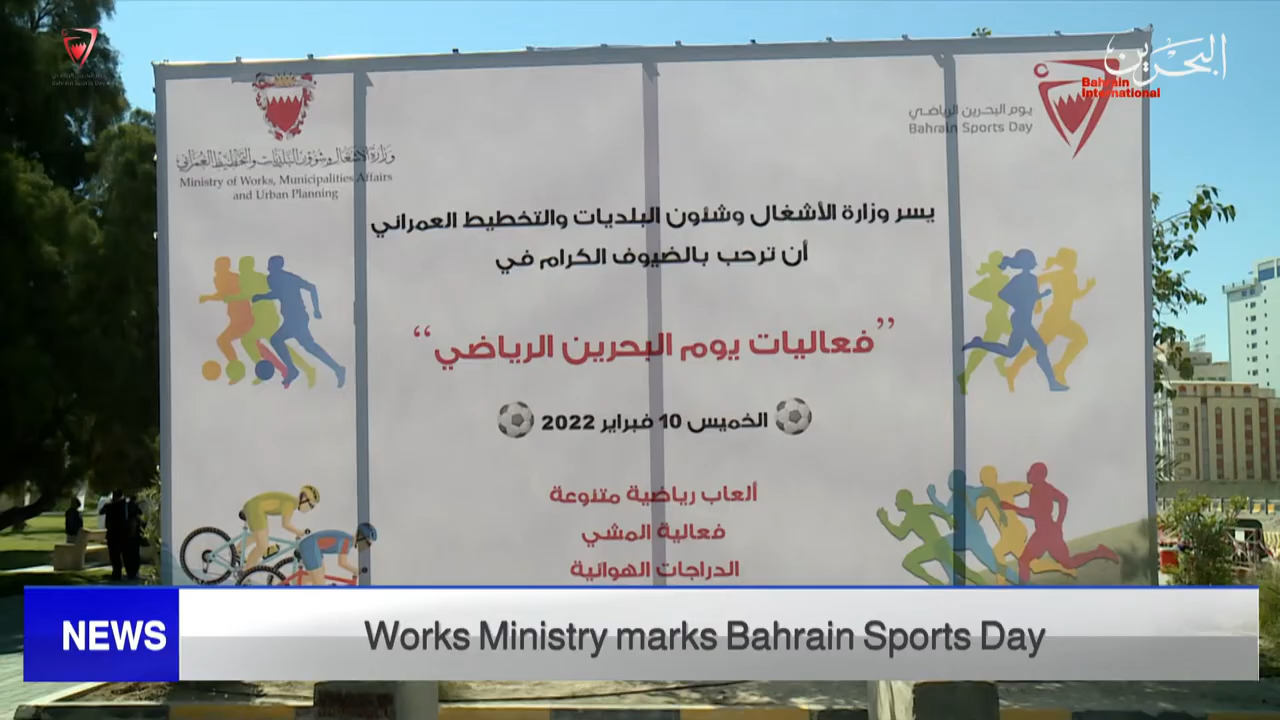 البحرين
Bahrain
International
يوم البحرين الرياضي
Bahrain Sports Day
وزارة الأشغال وشؤون البلديات والتخطيط العمراني
Ministry of Works, Municipalities Affairs
and Urban Planning
يسر وزارة الأشغال وشئون البلديات والتخطيط العمراني
أن ترحب بالضيوف الكرام في
”فعاليات يوم البحرين الرياضي“
الخميس 10 فبراير 2022
ألعاب رياضية متنوعة
فعالية المشي
الدراجات الهوائية
NEWS
Works Ministry marks Bahrain Sports Day